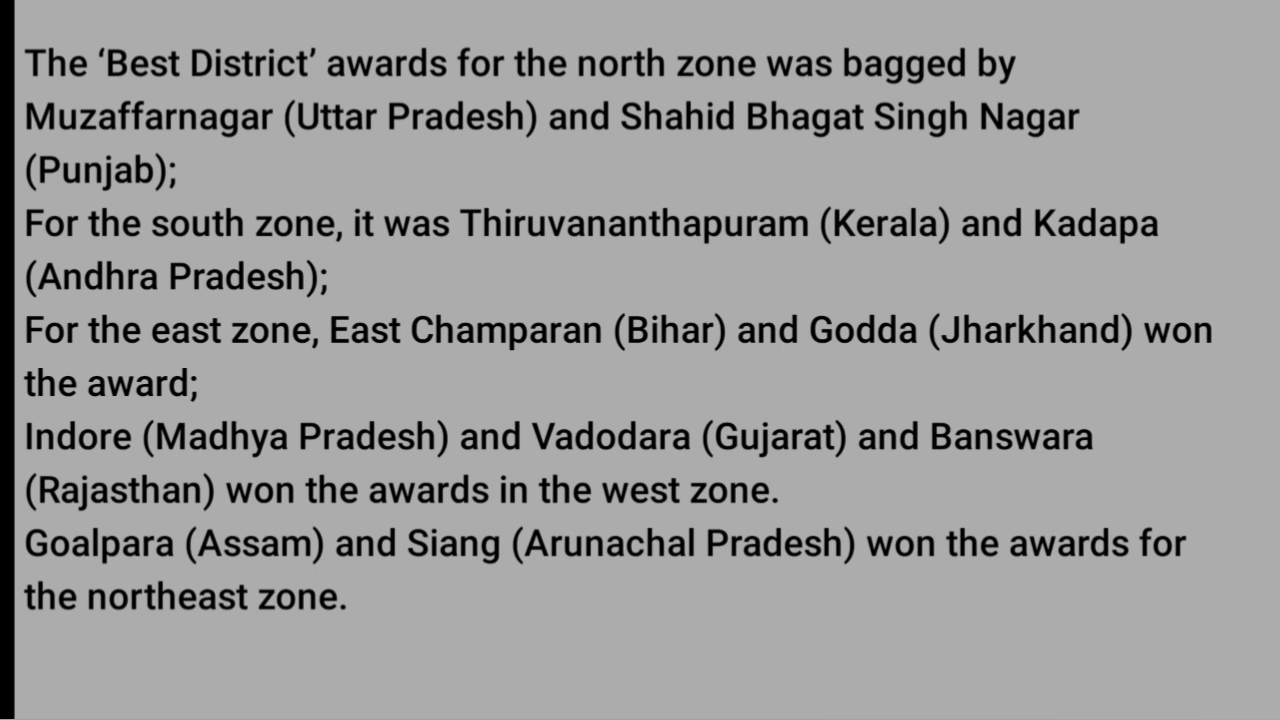 The ‘Best District’ awards for the north zone was bagged by
Muzaffarnagar (Uttar Pradesh) and Shahid Bhagat Singh Nagar
(Punjab);
For the south zone, it was Thiruvananthapuram (Kerala) and Kadapa
(Andhra Pradesh);
For the east zone, East Champaran (Bihar) and Godda (Jharkhand) won
the award;
Indore (Madhya Pradesh) and Vadodara (Gujarat) and Banswara
(Rajasthan) won the awards in the west zone.
Goalpara (Assam) and Siang (Arunachal Pradesh) won the awards for
the northeast zone.